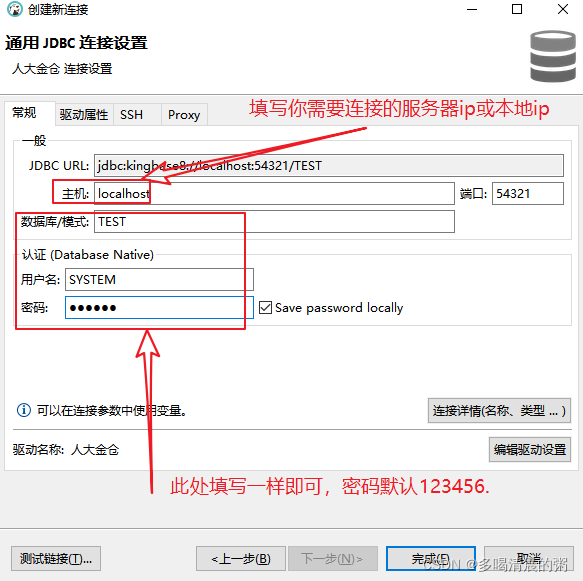 创建新连接
通用 JDBC 连接设置
人大金仓 连接设置
常规 驱动属性 SSH Proxy
填写你需要连接的服务器ip或本地ip
一般
JDBC URL: jdbc:kingbase8://localhost:54321/TEST
主机: localhost 端口: 54321
数据库/模式: TEST
认证 (Database Native)
用户名: SYSTEM
密码: ●●●●●● Save password locally
可以在连接参数中使用变量。 连接详情(名称、类型 ... )
驱动名称: 人大金仓 编辑驱动设置
此处填写一样即可，密码默认123456.
测试链接(T)... <上一步(B) 下一步(N)> 完成(F) 取消
CSDN @多喝清晨的粥